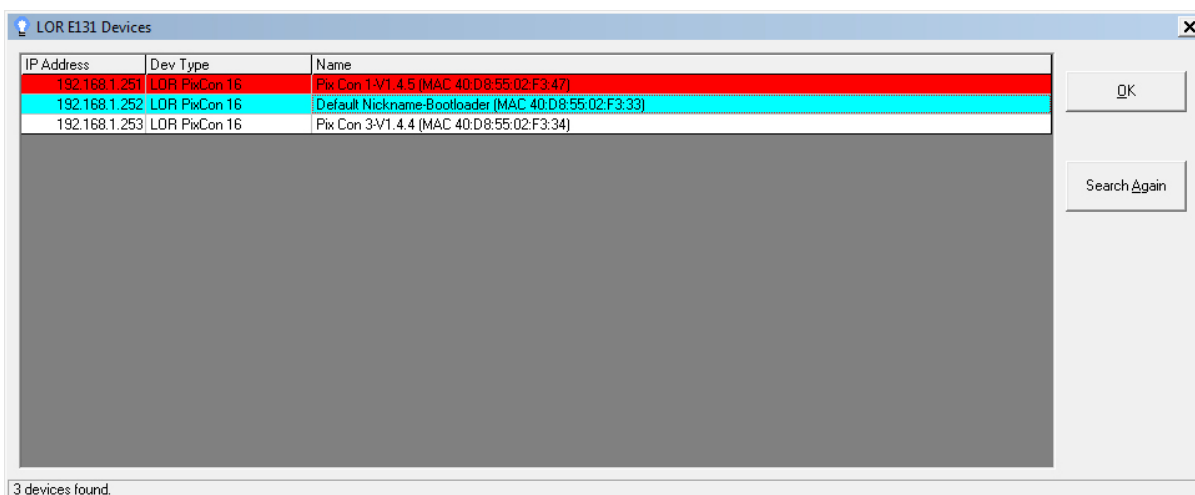 LOR E131 Devices
IP Address Dev Type Name
192.168.1.251 LOR PixCon 16 Pix Con 1-V1.4.5 (MAC 40:D8:55:02:F3:47)
192.168.1.252 LOR PixCon 16 Default Nickname-Bootloader (MAC 40:D8:55:02:F3:33)
192.168.1.253 LOR PixCon 16 Pix Con 3-V1.4.4 (MAC 40:D8:55:02:F3:34)
OK
Search Again
3 devices found.